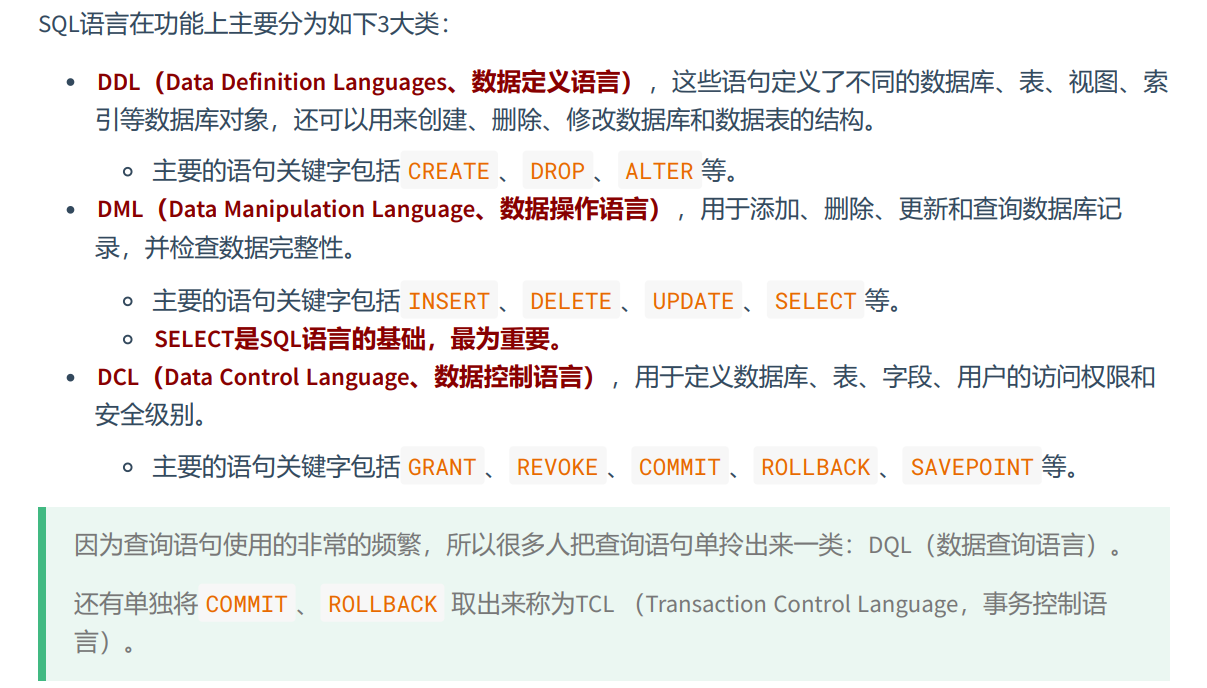 SQL语言在功能上主要分为如下3大类：
DDL（Data Definition Languages、数据定义语言），这些语句定义了不同的数据库、表、视图、索
引等数据库对象，还可以用来创建、删除、修改数据库和数据表的结构。
主要的语句关键字包括 CREATE 、 DROP 、 ALTER 等。
DML（Data Manipulation Language、数据操作语言），用于添加、删除、更新和查询数据库记
录，并检查数据完整性。
主要的语句关键字包括 INSERT 、 DELETE 、 UPDATE 、 SELECT 等。
SELECT是SQL语言的基础，最为重要。
DCL（Data Control Language、数据控制语言），用于定义数据库、表、字段、用户的访问权限和
安全级别。
主要的语句关键字包括 GRANT 、 REVOKE 、 COMMIT 、 ROLLBACK 、 SAVEPOINT 等。
因为查询语句使用的非常的频繁，所以很多人把查询语句单拎出来一类：DQL（数据查询语言）。
还有单独将 COMMIT 、 ROLLBACK 取出来称为TCL （Transaction Control Language，事务控制语
言）。